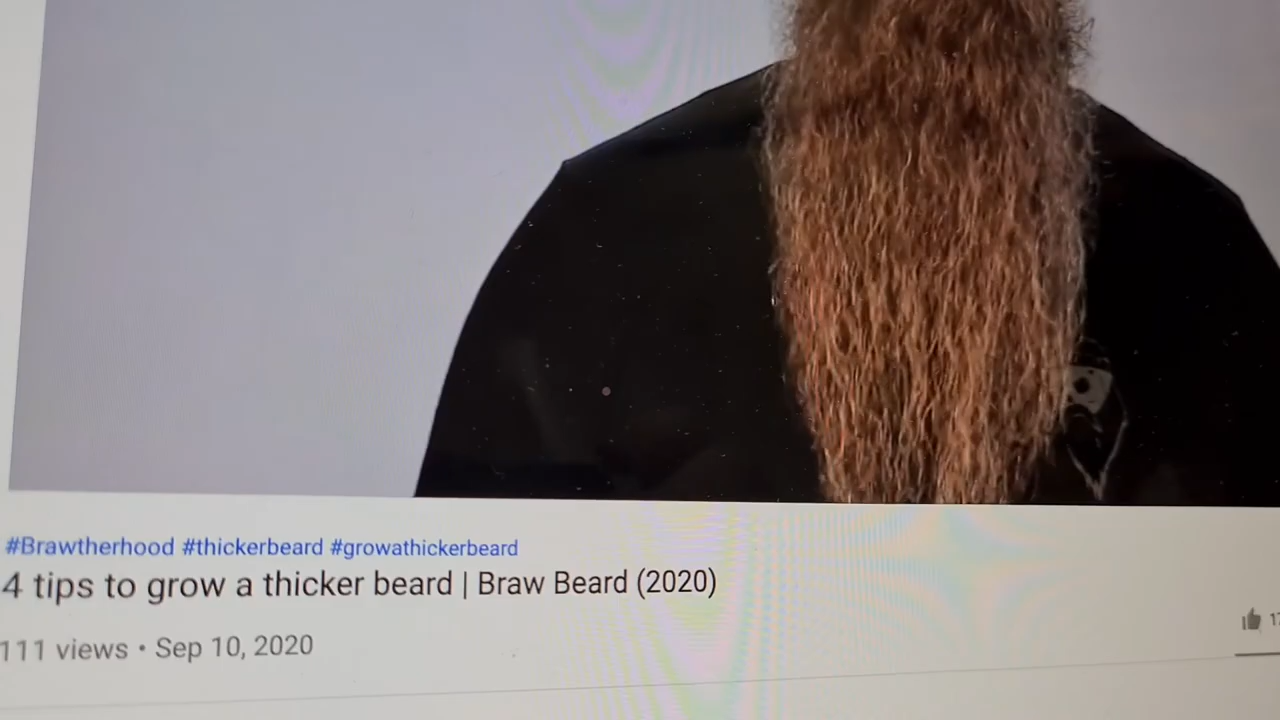 #Brawtherhood #thickerbeard #growathickerbeard
4 tips to grow a thicker beard | Braw Beard (2020)
111 views • Sep 10, 2020